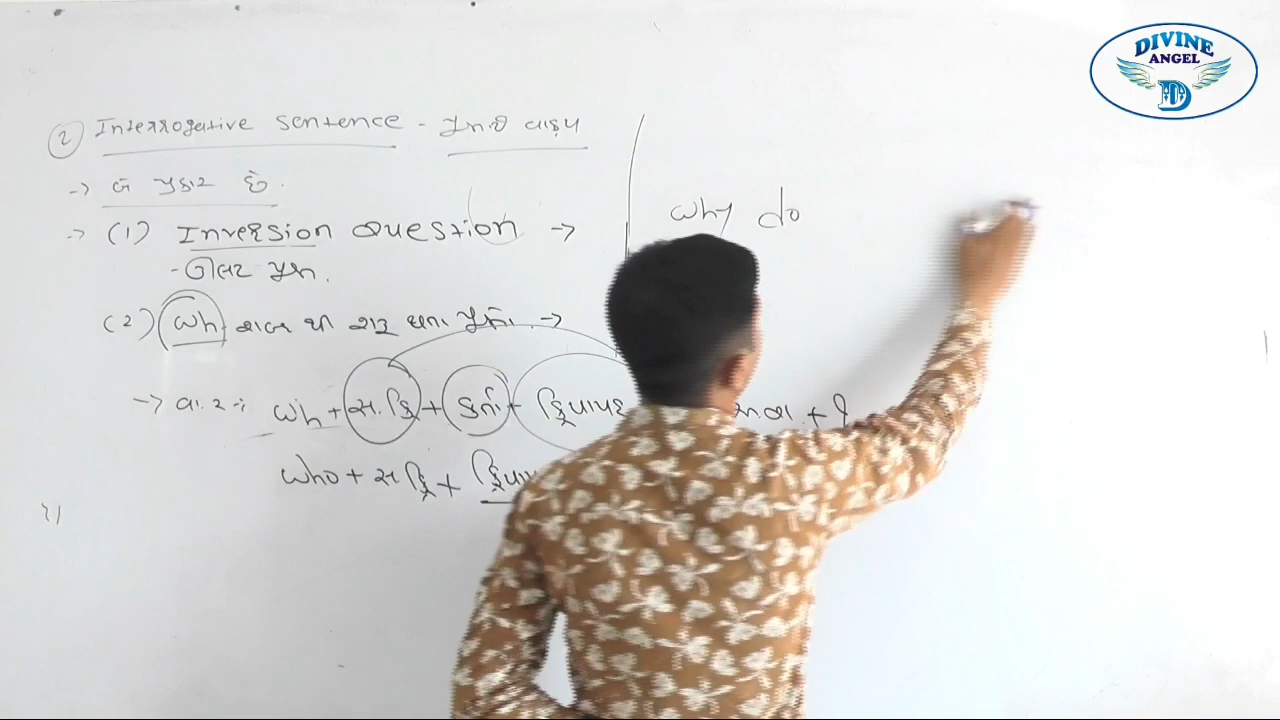 (2) Interrogative sentence - પ્રશ્નાર્થ વાક્ય
-> બે પ્રકાર છે.
-> (1) Inversion Question ->
- ઉલટ પ્રશ્ન.
(2) wh શબ્દ થી શરૂ થતા પ્રશ્નો. ->
-> વા. ર. : wh + સ. ક્રિ + કર્તા + ક્રિયાપદ + ?
who + સ ક્રિ + ક્રિયાપ
why do
DIVINE
ANGEL
D